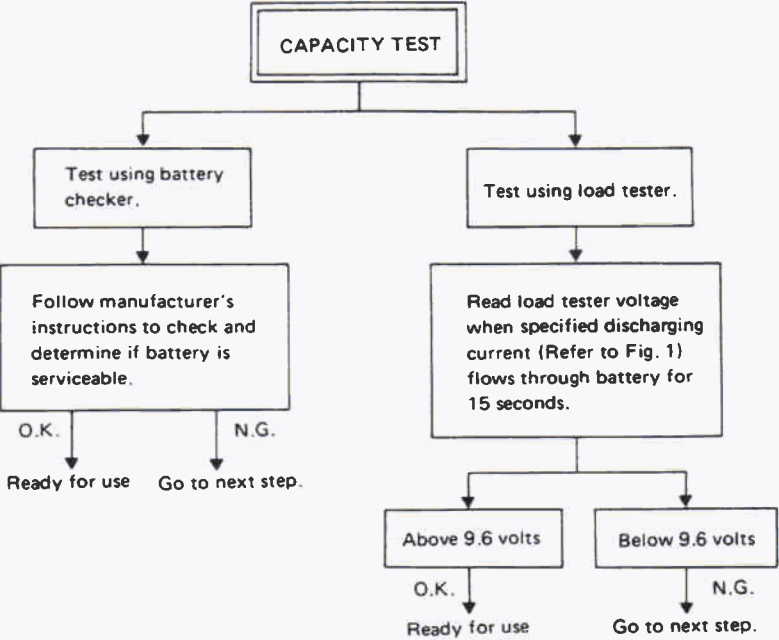 CAPACITY TEST
Test using battery
checker.
Follow manufacturer's
instructions to check and
determine if battery is
serviceable.
O.K.
N.G.
Ready for use
Go to next step.
Test using load tester.
Read load tester voltage
when specified discharging
current (Refer to Fig. 1)
flows through battery for
15 seconds.
Above 9.6 volts
O.K.
Ready for use
Below 9.6 volts
N.G.
Go to next step.